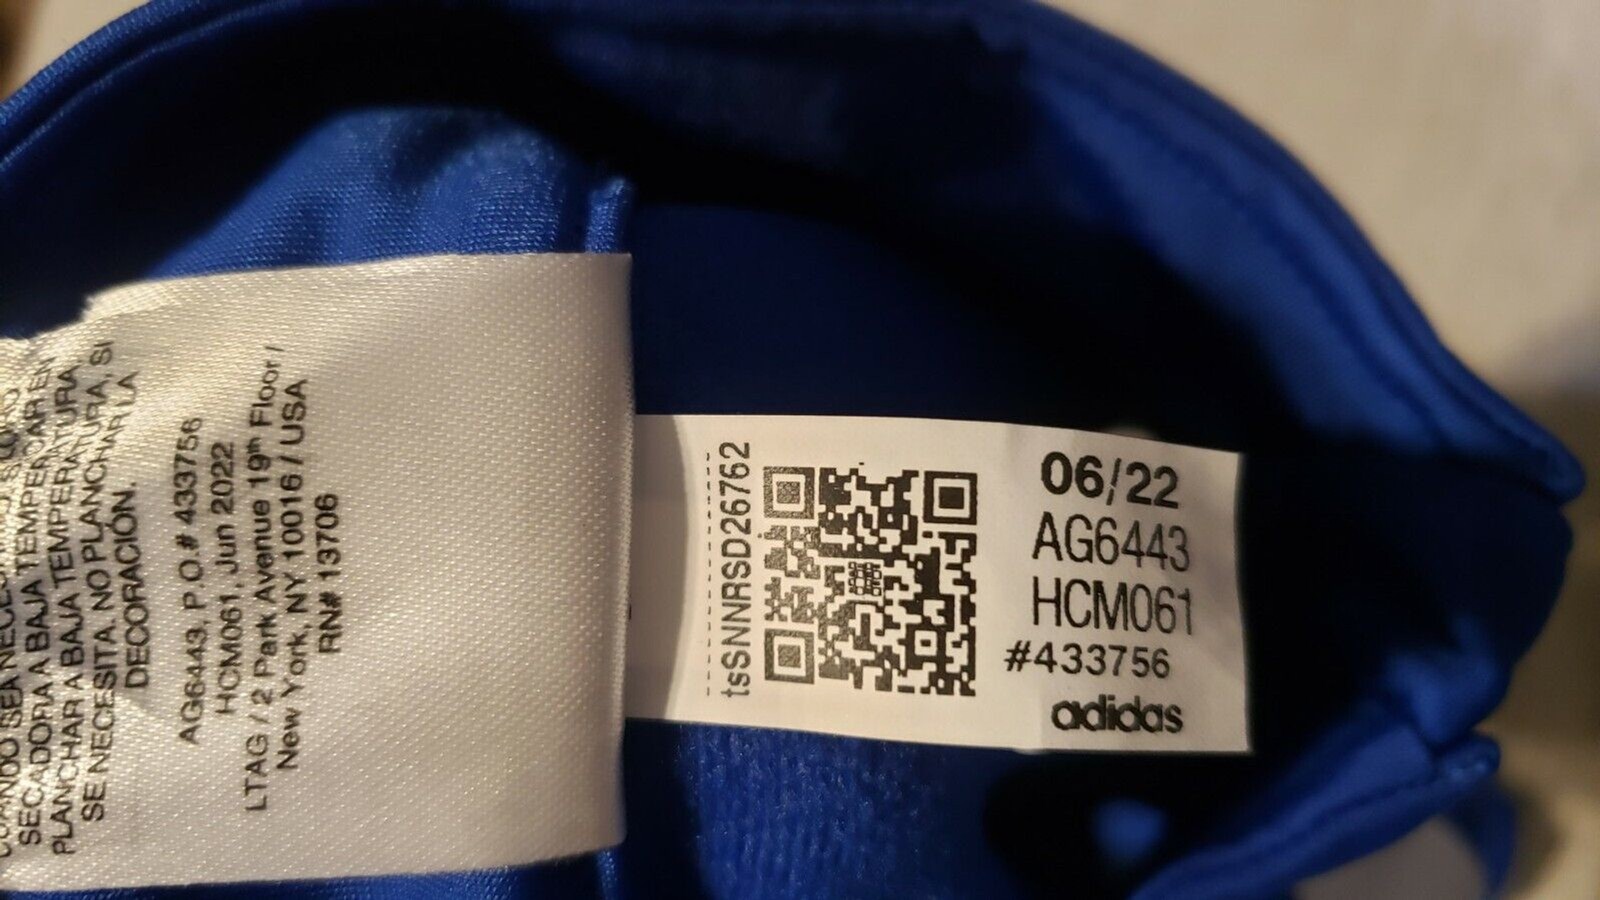 SECADORA A BAJA TEMPERATURA,
PLANCHAR A BAJA TEMPERATURA, SI
SE NECESITA. NO PLANCHAR LA
DECORACIÓN.
AG6443, P.O.# 433756
HCM061, Jun 2022
LTAG / 2 Park Avenue 19th Floor /
New York, NY 10016 / USA
RN# 13706
tsSNNRSD26762
06/22
AG6443
HCM061
#433756
adidas